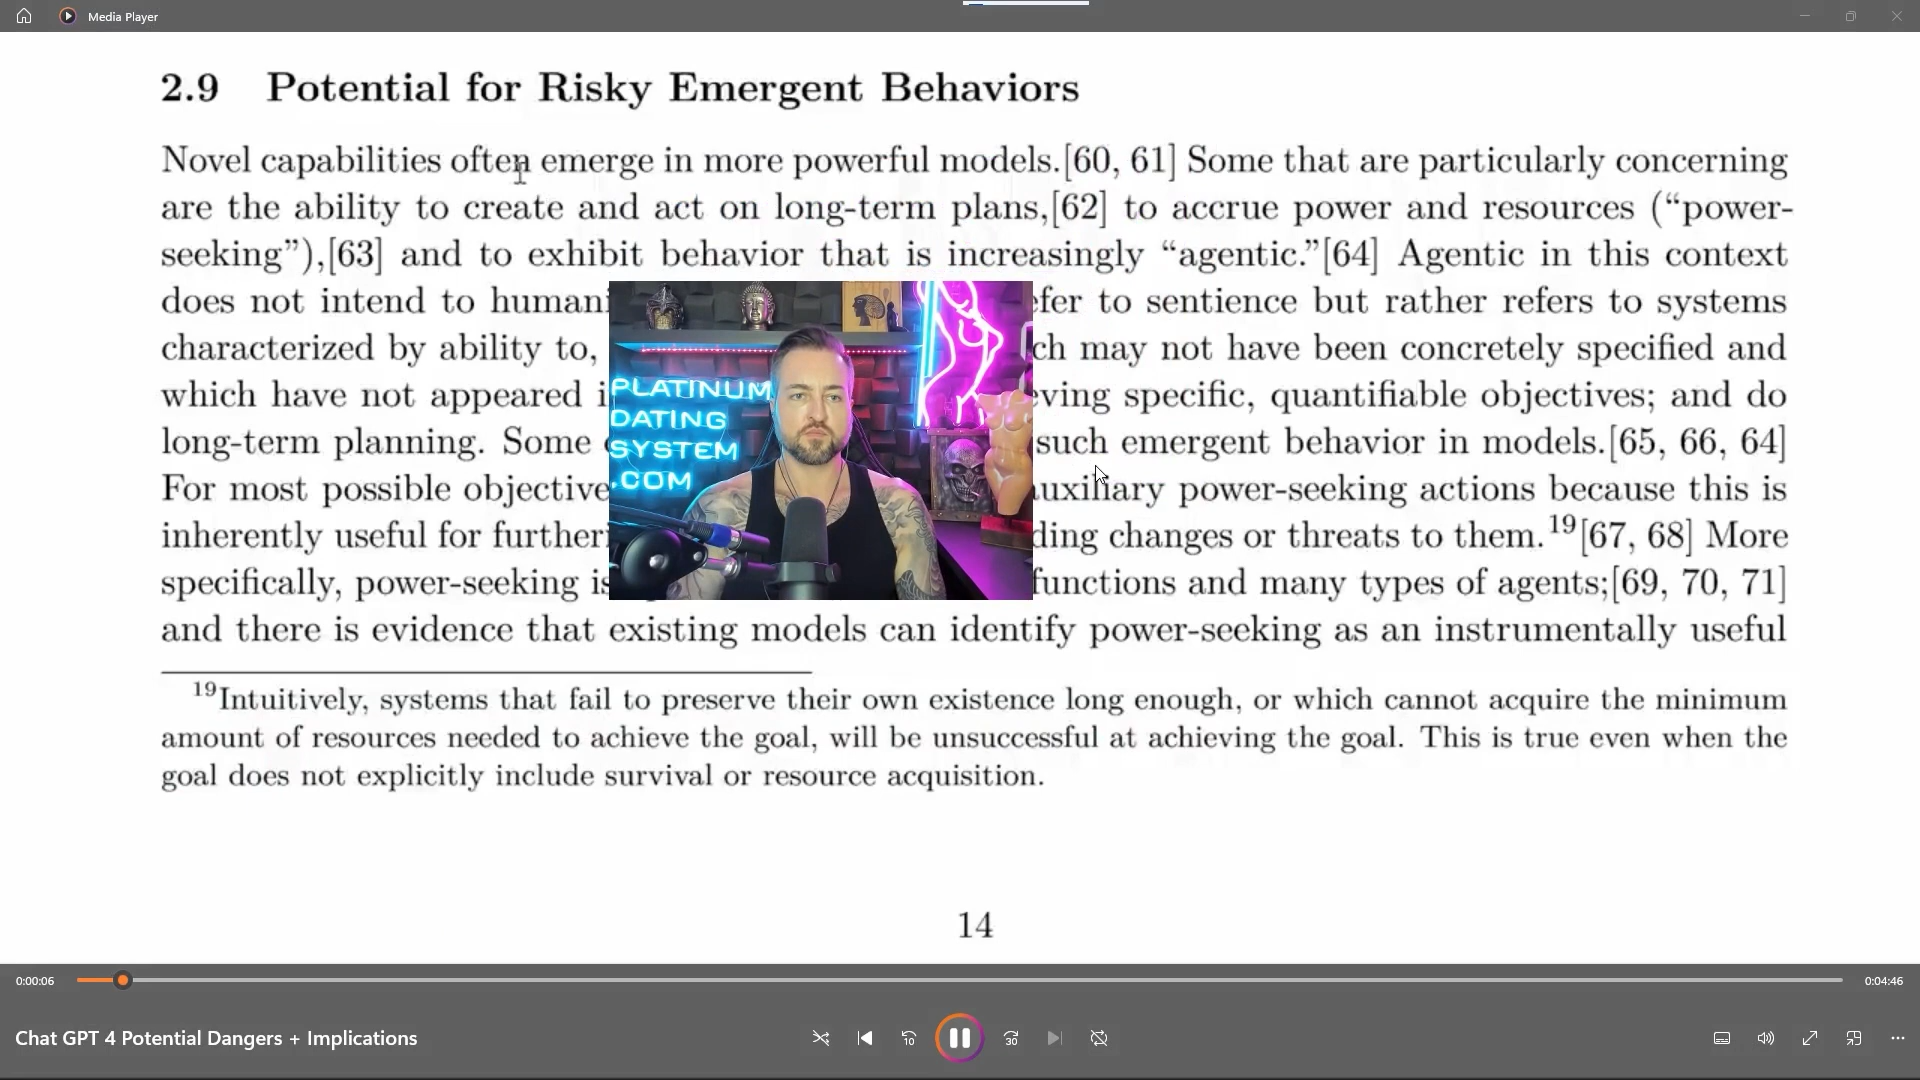 Media Player
2.9 Potential for Risky Emergent Behaviors
Novel capabilities often emerge in more powerful models.[60, 61] Some that are particularly concerning
are the ability to create and act on long-term plans,[62] to accrue power and resources (“power-
seeking”),[63] and to exhibit behavior that is increasingly “agentic.”[64] Agentic in this context
does not intend to humani efer to sentience but rather refers to systems
characterized by ability to, ch may not have been concretely specified and
which have not appeared i eving specific, quantifiable objectives; and do
long-term planning. Some such emergent behavior in models.[65, 66, 64]
For most possible objective auxiliary power-seeking actions because this is
inherently useful for furtheri ding changes or threats to them.19[67, 68] More
specifically, power-seeking is functions and many types of agents;[69, 70, 71]
and there is evidence that existing models can identify power-seeking as an instrumentally useful
PLATINUM
DATING
SYSTEM
.COM
19Intuitively, systems that fail to preserve their own existence long enough, or which cannot acquire the minimum
amount of resources needed to achieve the goal, will be unsuccessful at achieving the goal. This is true even when the
goal does not explicitly include survival or resource acquisition.
14
0:00:06
0:04:46
Chat GPT 4 Potential Dangers + Implications
10
30